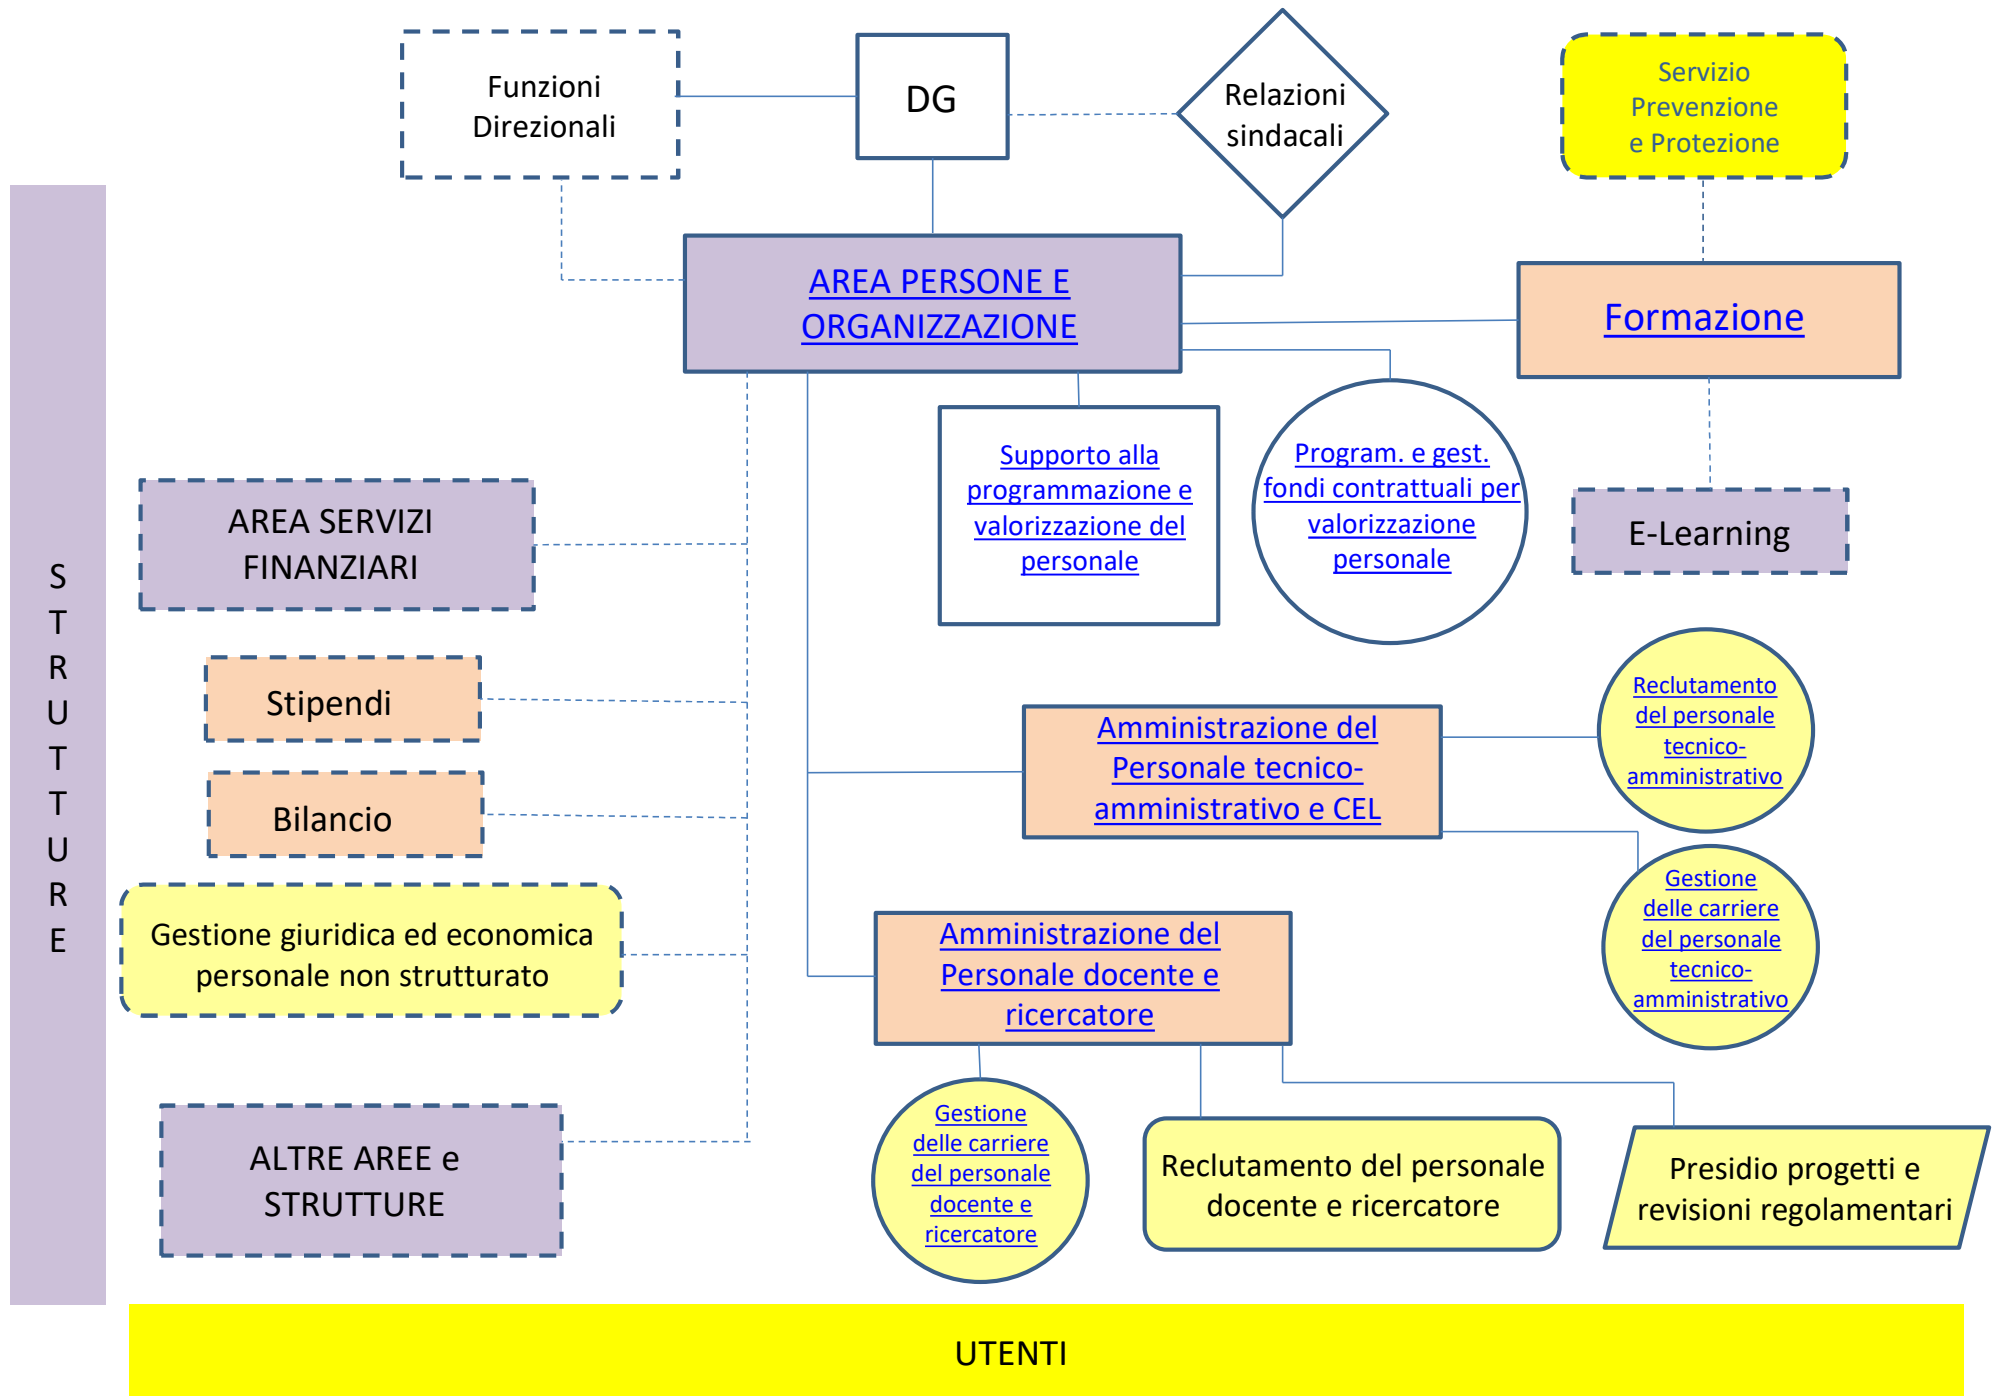 Funzioni
Direzionali
DG
Relazioni
sindacali
Servizio
Prevenzione
e Protezione
AREA PERSONE E
ORGANIZZAZIONE
Formazione
Supporto alla
programmazione e
valorizzazione del
personale
Program. e gest.
fondi contrattuali per
valorizzazione
personale
E-Learning
AREA SERVIZI
FINANZIARI
Stipendi
Bilancio
Gestione giuridica ed economica
personale non strutturato
ALTRE AREE e
STRUTTURE
Amministrazione del
Personale tecnico-
amministrativo e CEL
Reclutamento
del personale
tecnico-
amministrativo
Gestione
delle carriere
del personale
tecnico-
amministrativo
Amministrazione del
Personale docente e
ricercatore
Gestione
delle carriere
del personale
docente e
ricercatore
Reclutamento del personale
docente e ricercatore
Presidio progetti e
revisioni regolamentari
S
T
R
U
T
T
U
R
E
UTENTI